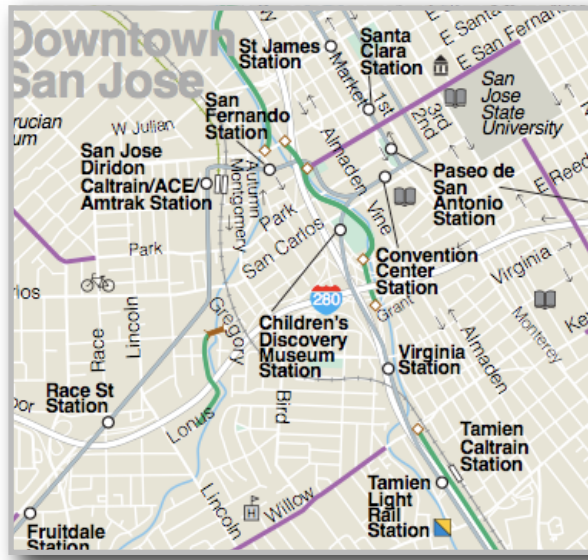 Downtown
San Jose
St James
Station
Santa
Clara
Station
E Santa
E San Fernando
Market
1st
3rd
2nd
San
Jose
State
University
San
Fernando
Station
W Julian
San Jose
Diridon
Caltrain/ACE/
Amtrak Station
Autumn
Montgomery
Almaden
Vine
Paseo de
San
Antonio
Station
E Reed
Park
Park
San Carlos
Convention
Center
Station
Virginia
280
Grant
Gregory
Children's
Discovery
Museum
Station
Virginia
Station
Almaden
Monterey
Race
Lincoln
Race St
Station
Bird
Lonus
Lincoln
Willow
H
Tamien
Caltrain
Station
Tamien
Light
Rail
Station
Fruitdale
Station